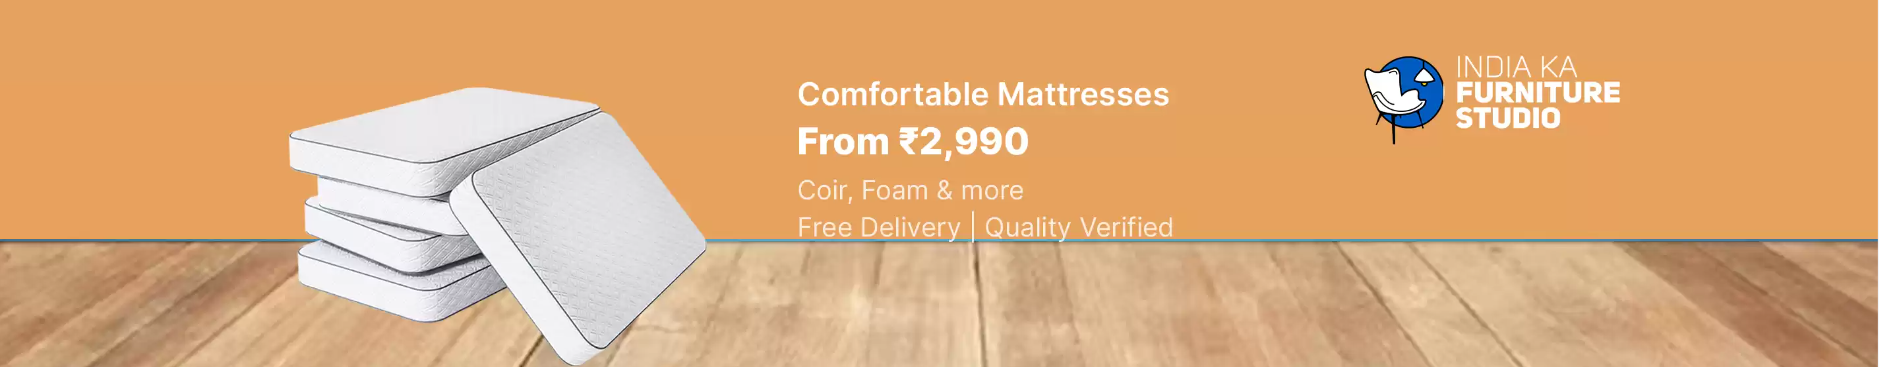 Comfortable Mattresses
From ₹2,990
Coir, Foam & more
Free Delivery | Quality Verified
INDIA KA
FURNITURE
STUDIO